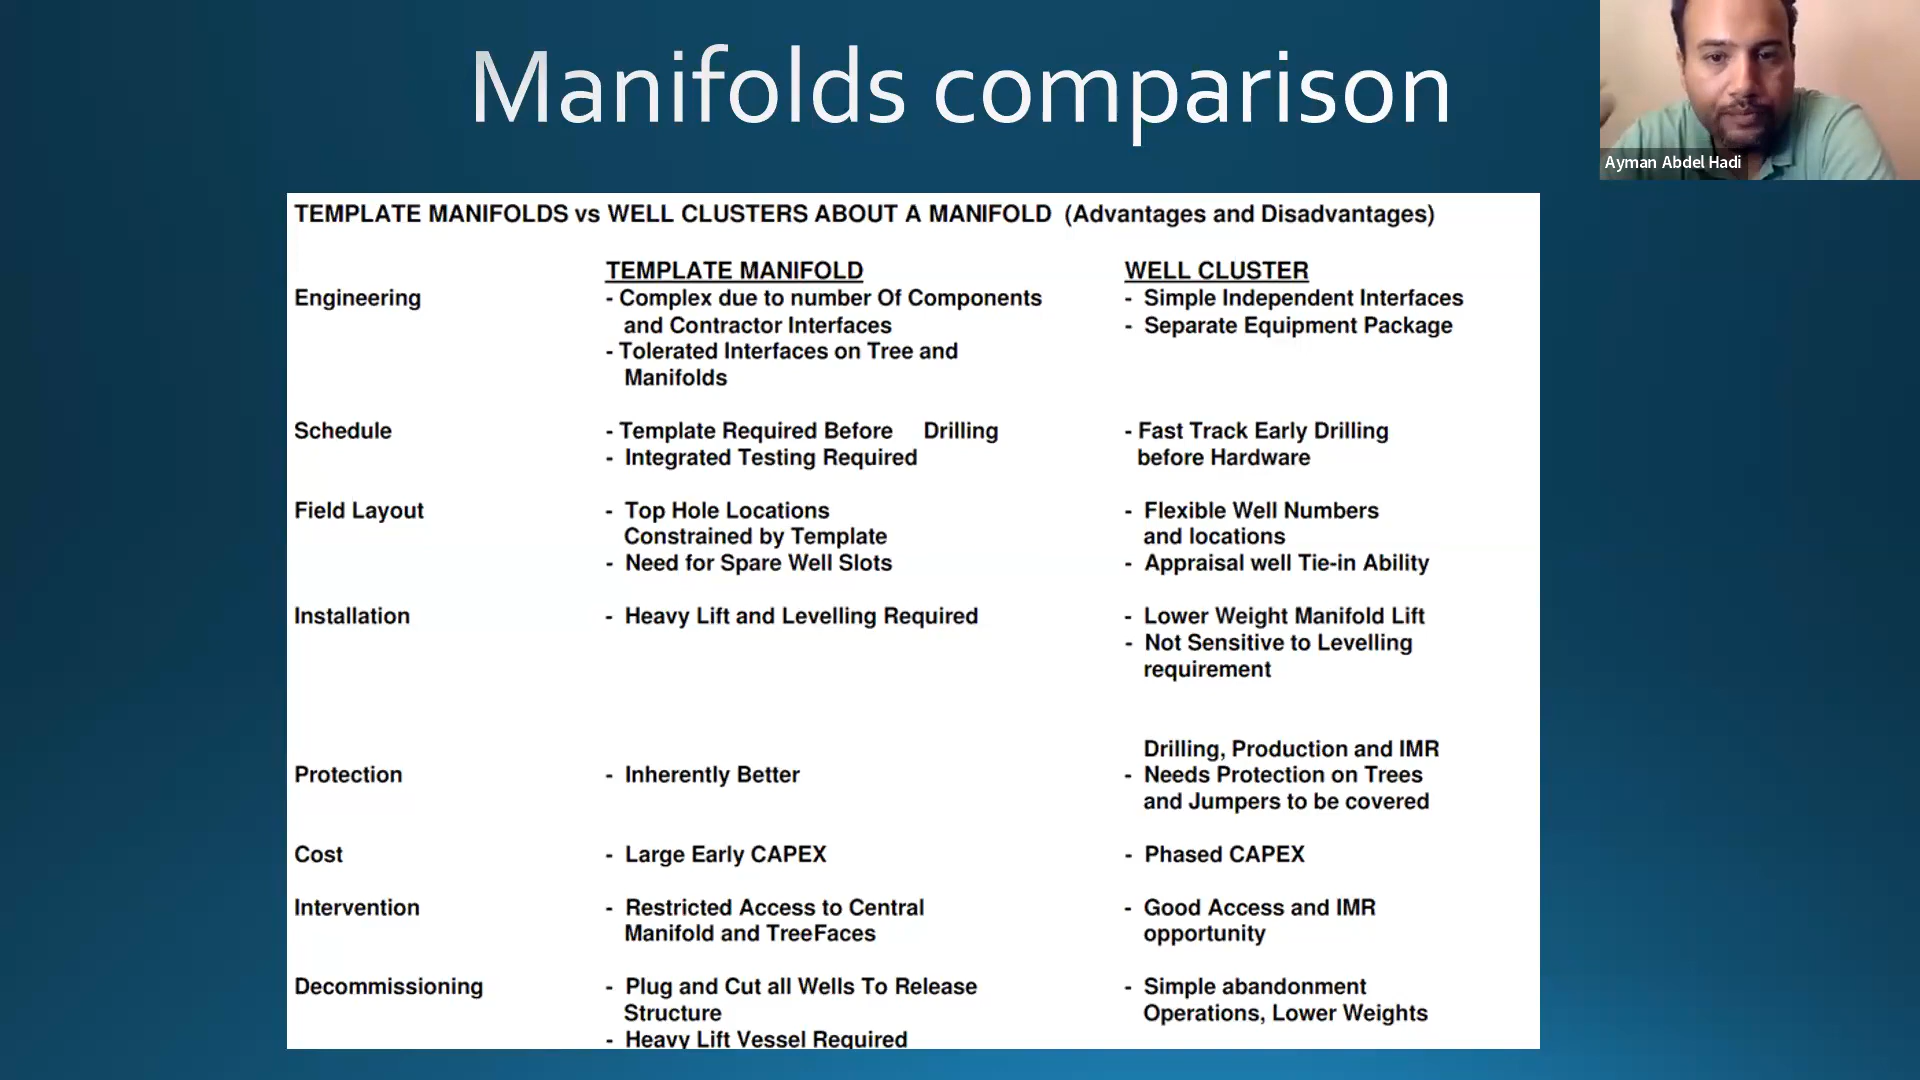 Manifolds comparison
Ayman Abdel Hadi
TEMPLATE MANIFOLDS vs WELL CLUSTERS ABOUT A MANIFOLD (Advantages and Disadvantages)
TEMPLATE MANIFOLD WELL CLUSTER
Engineering - Complex due to number Of Components - Simple Independent Interfaces
and Contractor Interfaces - Separate Equipment Package
- Tolerated Interfaces on Tree and
Manifolds
Schedule - Template Required Before Drilling - Fast Track Early Drilling
- Integrated Testing Required before Hardware
Field Layout - Top Hole Locations - Flexible Well Numbers
Constrained by Template and locations
- Need for Spare Well Slots - Appraisal well Tie-in Ability
Installation - Heavy Lift and Levelling Required - Lower Weight Manifold Lift
- Not Sensitive to Levelling
requirement
Drilling, Production and IMR
Protection - Inherently Better - Needs Protection on Trees
and Jumpers to be covered
Cost - Large Early CAPEX - Phased CAPEX
Intervention - Restricted Access to Central - Good Access and IMR
Manifold and TreeFaces opportunity
Decommissioning - Plug and Cut all Wells To Release - Simple abandonment
Structure Operations, Lower Weights
- Heavy Lift Vessel Required